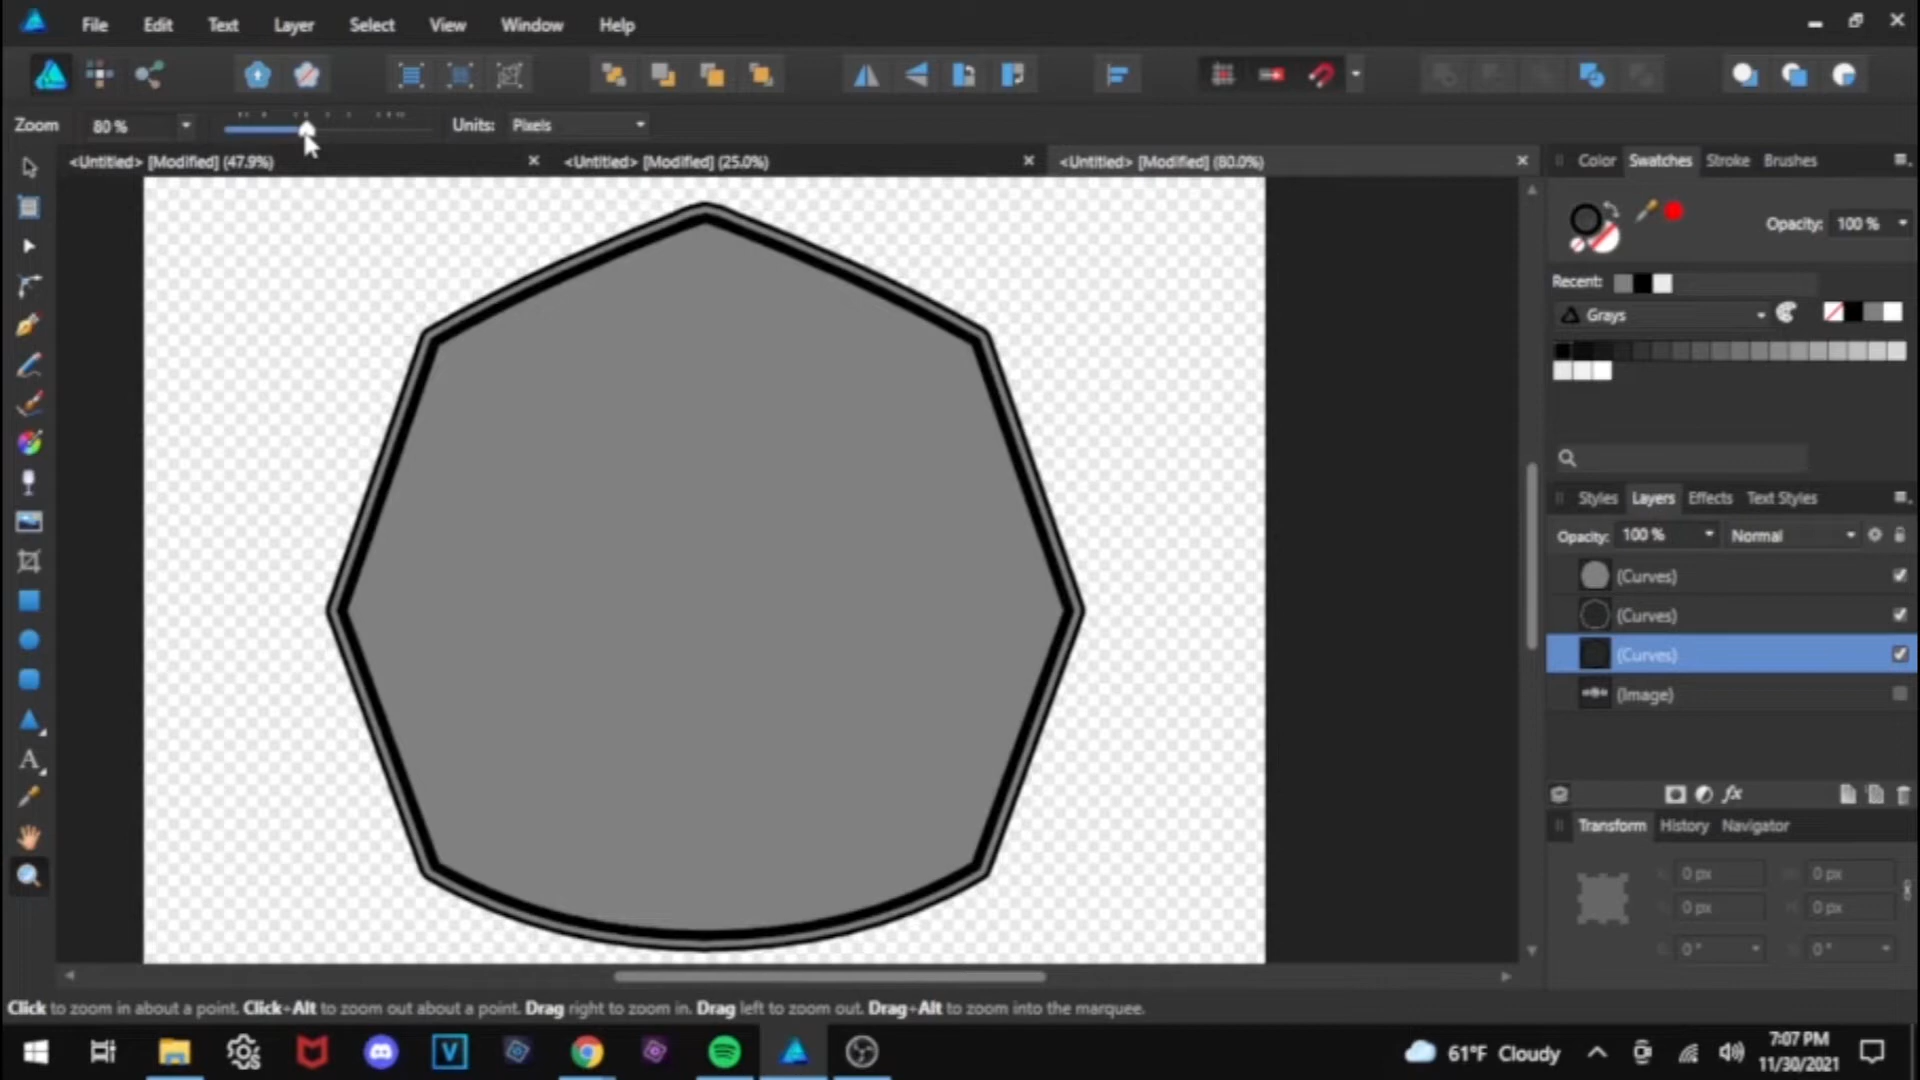 File Edit Text Layer Select View Window Help
Zoom 80 % Units: Pixels
<Untitled> [Modified] (47.9%) <Untitled> [Modified] (25.0%) <Untitled> [Modified] (80.0%)
Color Swatches Stroke Brushes
Opacity: 100 %
Recent:
Grays
Styles Layers Effects Text Styles
Opacity: 100 % Normal
(Curves)
(Curves)
(Curves)
(Image)
fx
Transform History Navigator
0 px 0 px
0 px 0 px
0 ° 0 °
A
Click to zoom in about a point. Click+Alt to zoom out about a point. Drag right to zoom in. Drag left to zoom out. Drag+Alt to zoom into the marquee.
V
61°F Cloudy
7:07 PM
11/30/2021